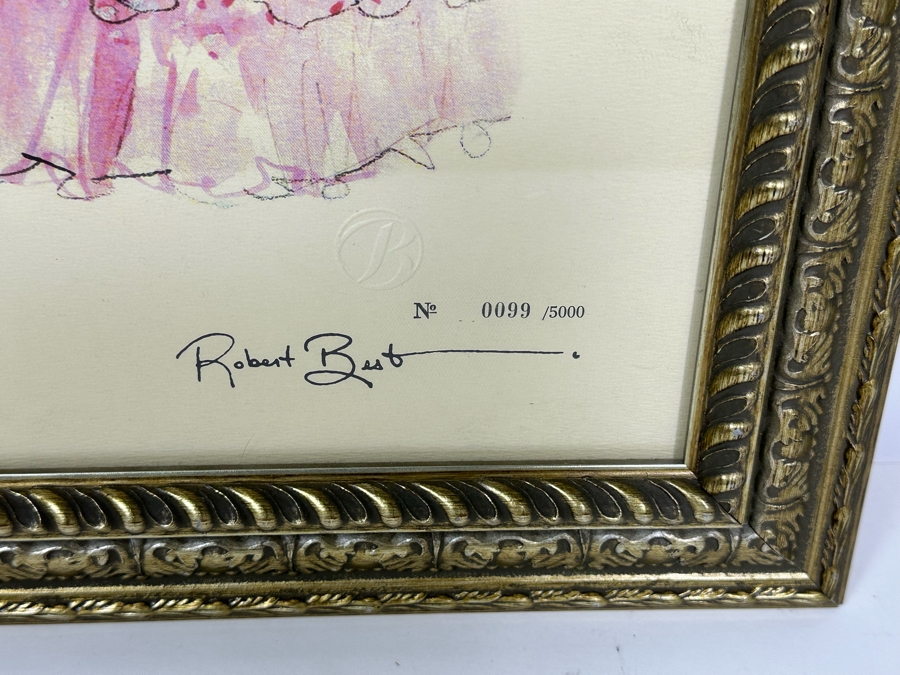 B
№ 0099 /5000
Robert Best